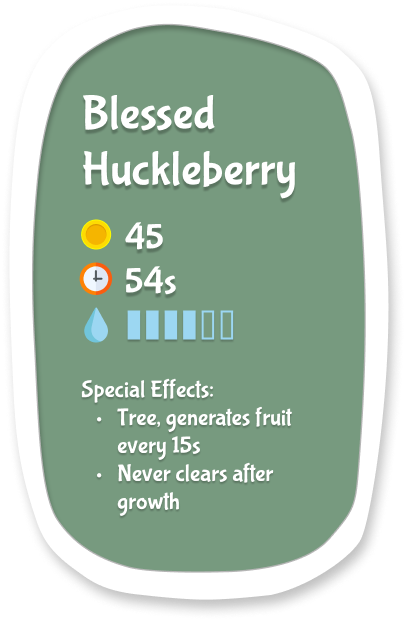 Blessed
Huckleberry
45
54s
Special Effects:
• Tree, generates fruit
every 15s
• Never clears after
growth